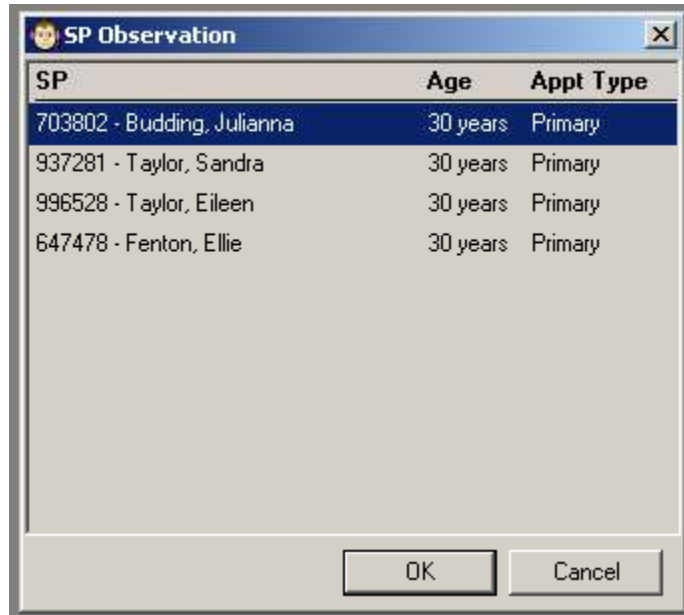 SP Observation
SP Age Appt Type
703802 - Budding, Julianna 30 years Primary
937281 - Taylor, Sandra 30 years Primary
996528 - Taylor, Eileen 30 years Primary
647478 - Fenton, Ellie 30 years Primary
OK Cancel